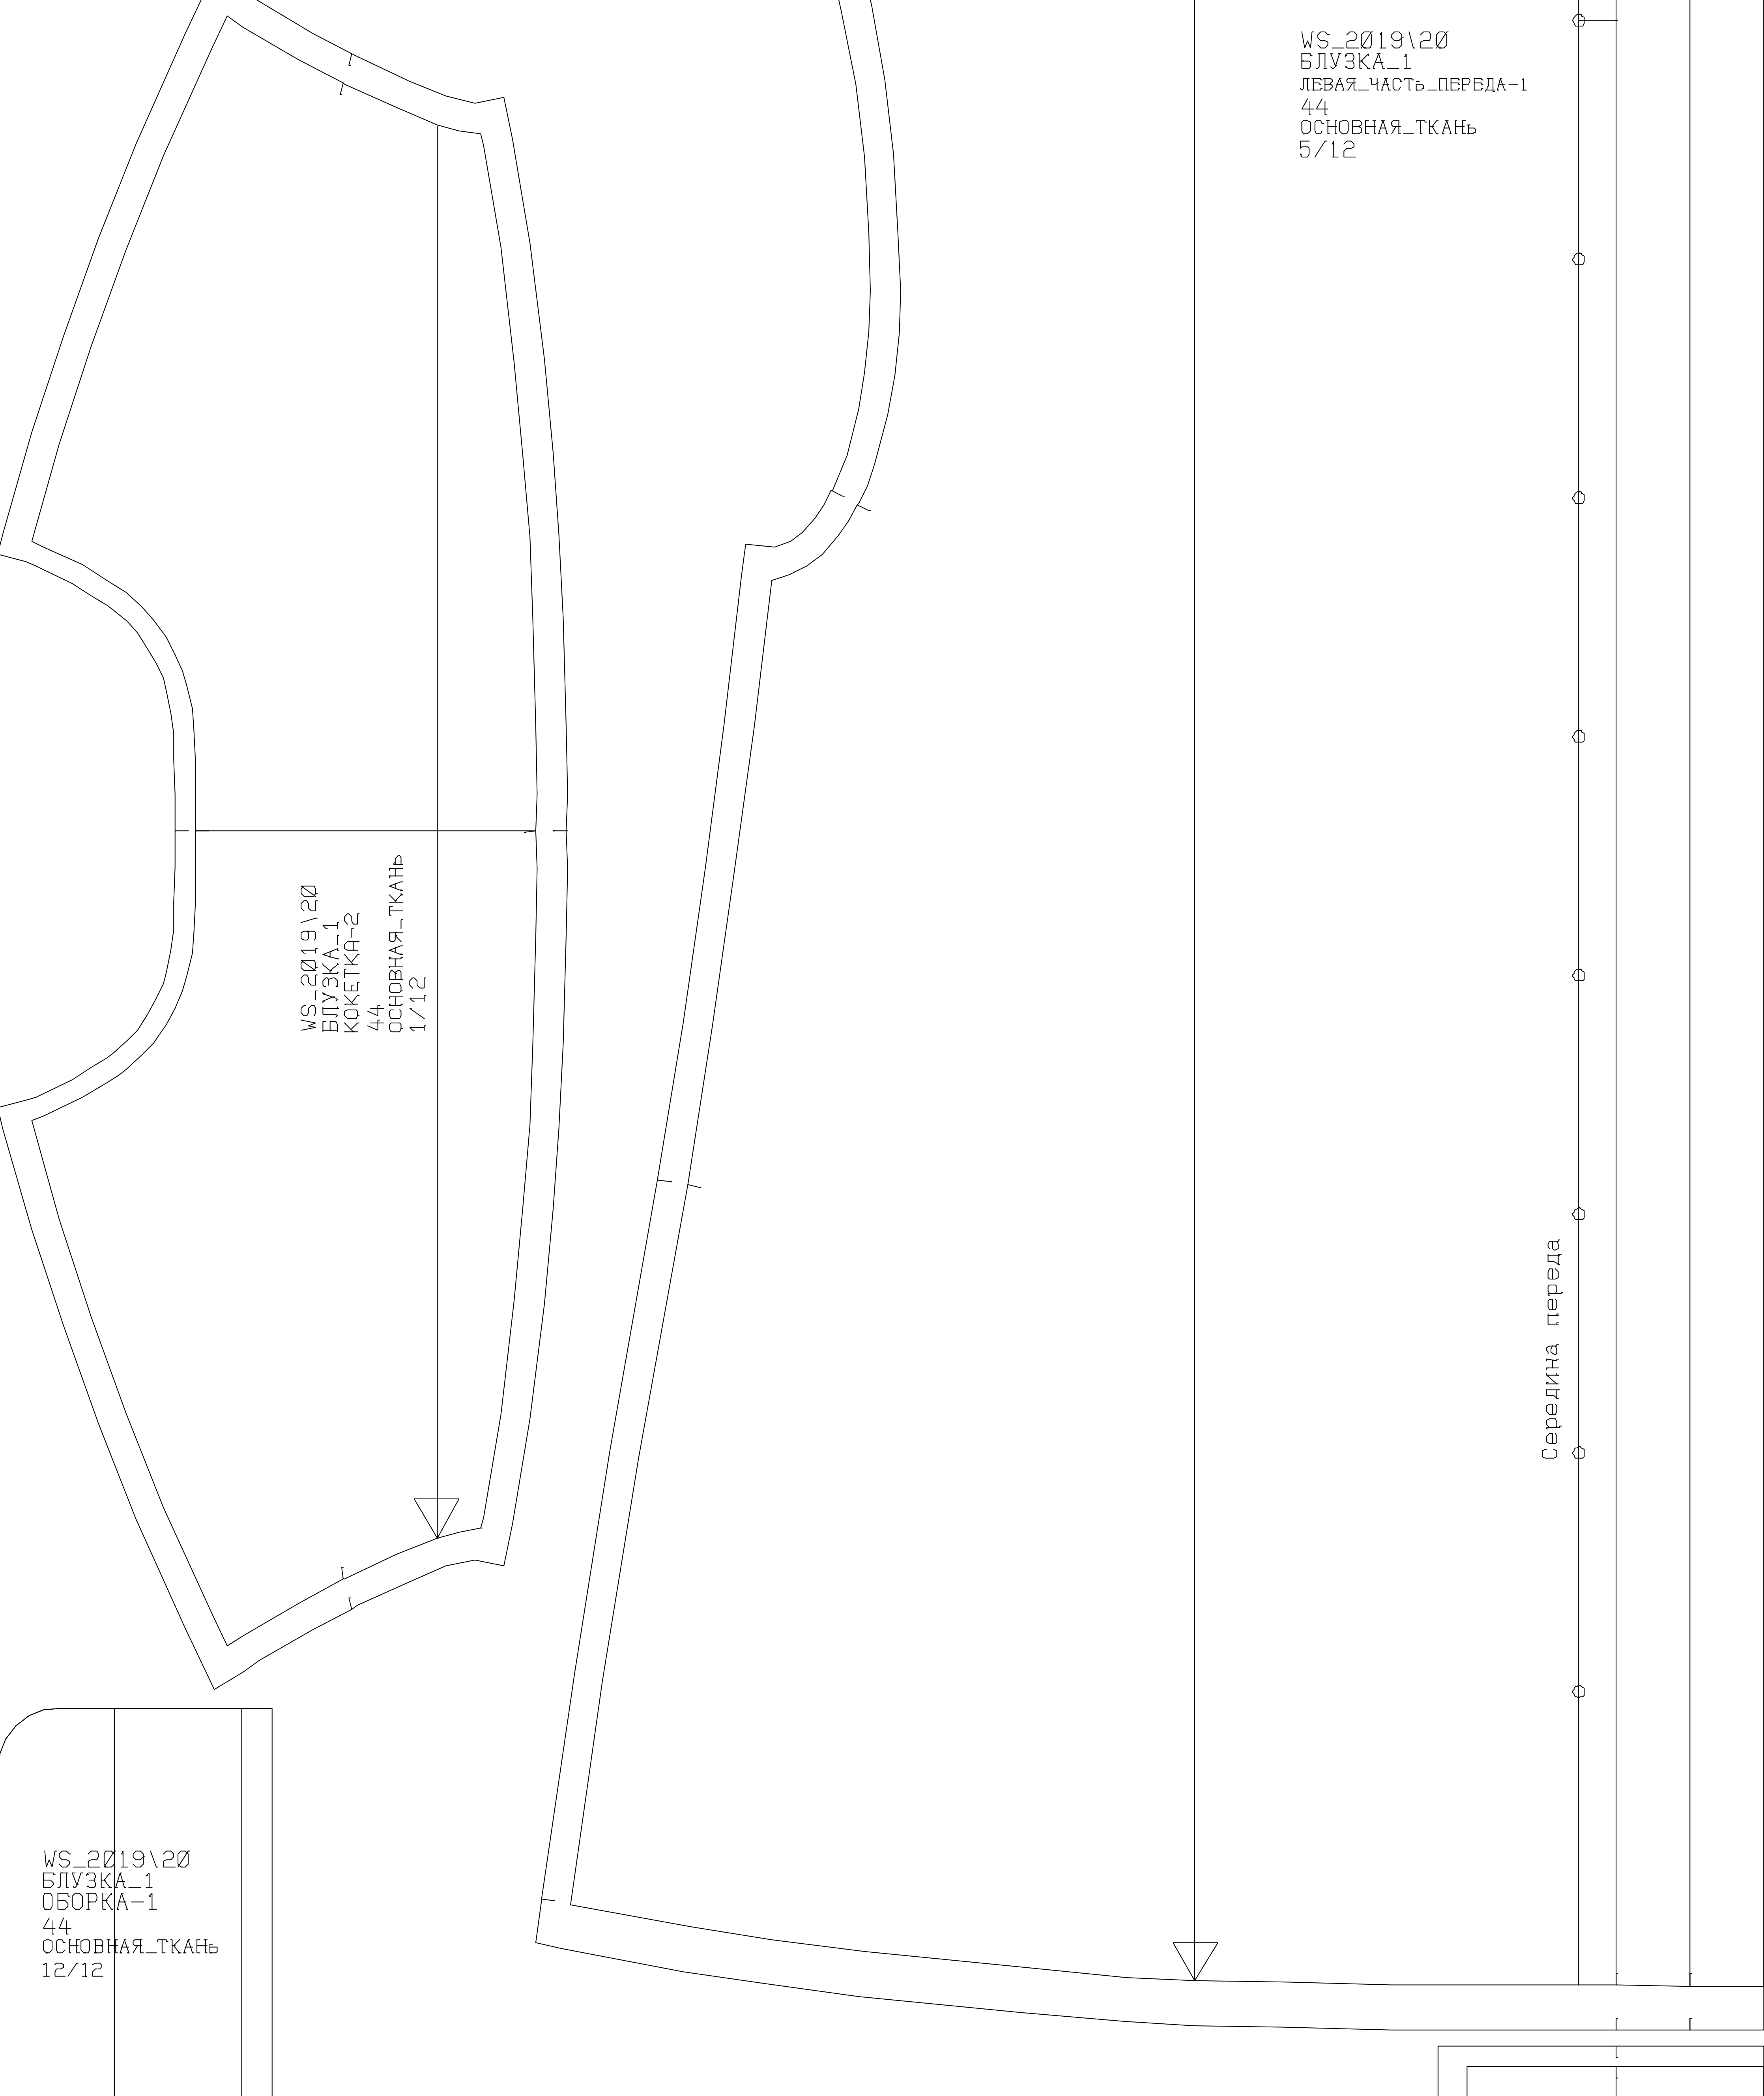 WS_2019\20
БЛУЗКА_1
ЛЕВАЯ_ЧАСТЬ_ПЕРЕДА-1
44
ОСНОВНАЯ_ТКАНЬ
5/12
WS_2019\20
БЛУЗКА_1
КОКЕТКА-2
44
ОСНОВНАЯ_ТКАНЬ
1/12
Середина переда
WS_2019\20
БЛУЗКА_1
ОБОРКА-1
44
ОСНОВНАЯ_ТКАНЬ
12/12